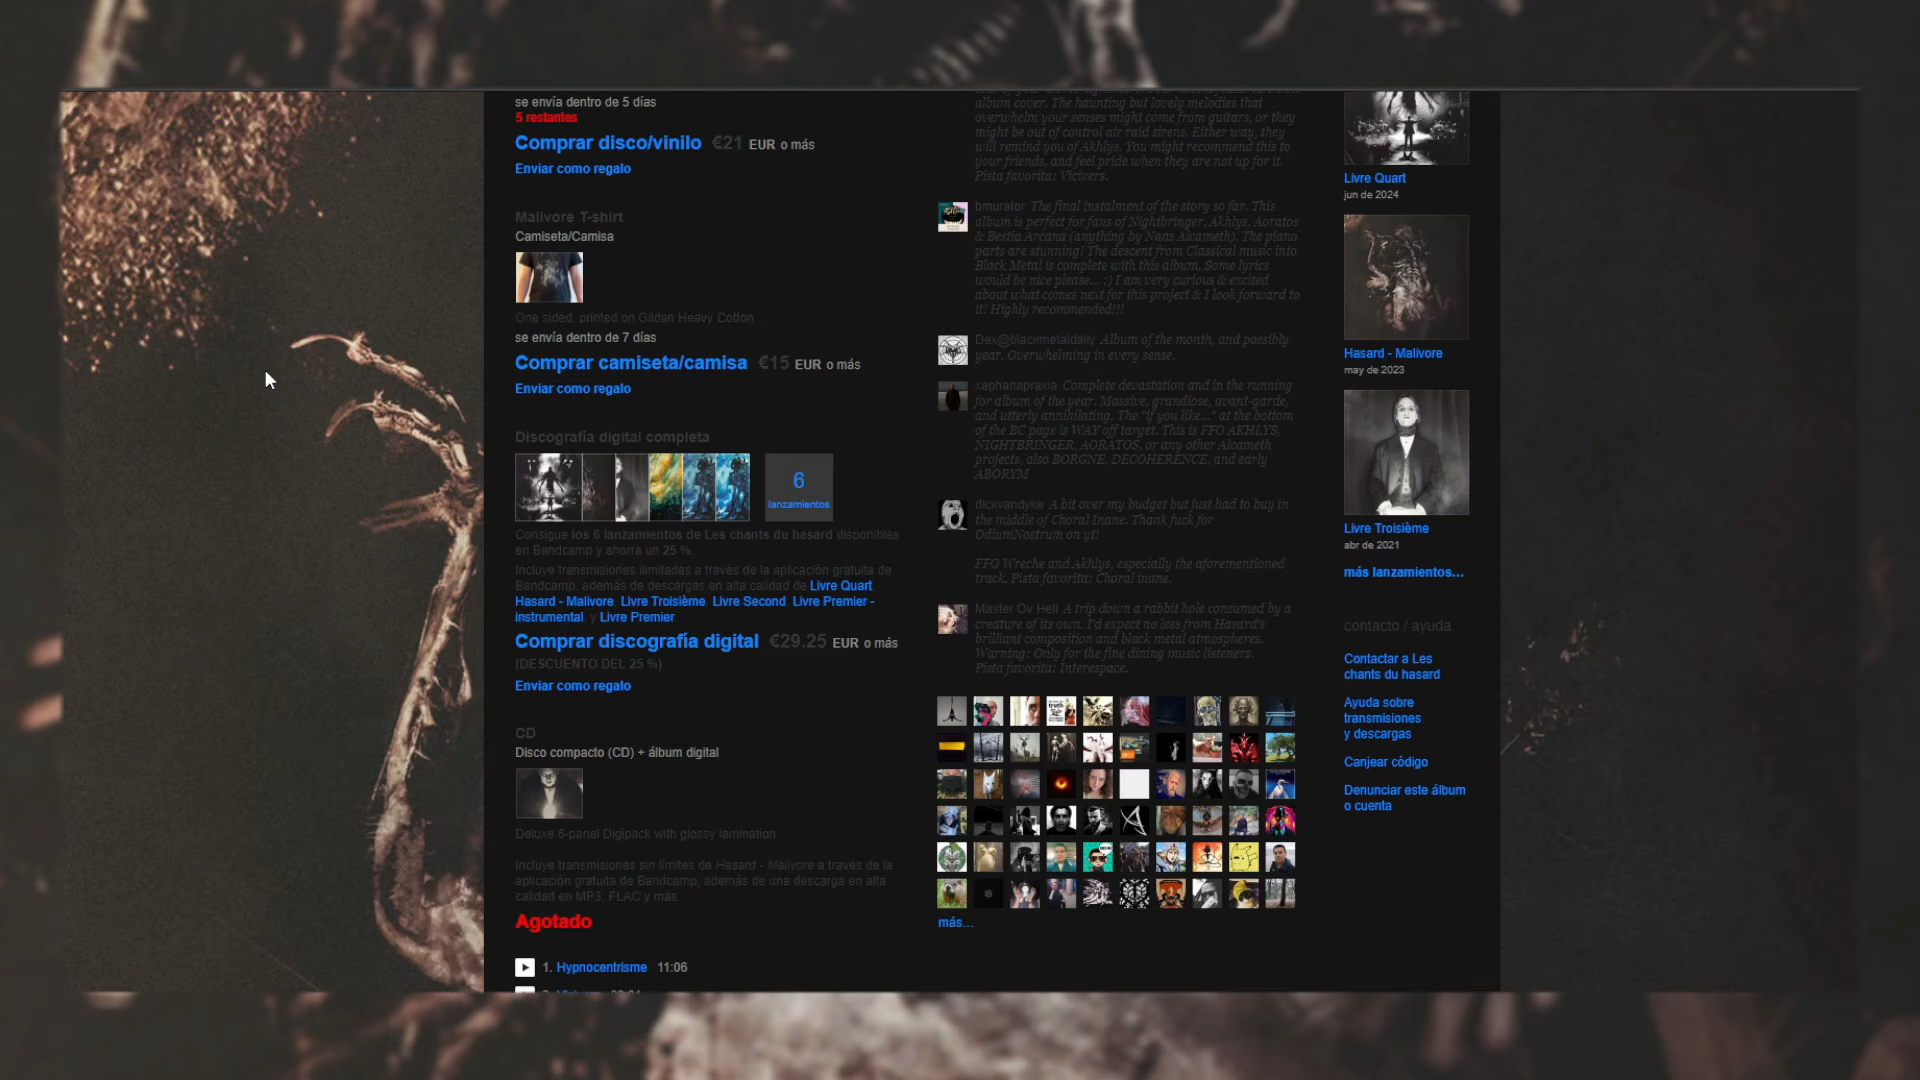 se envía dentro de 5 días
5 restantes
Comprar disco/vinilo €21 EUR o más
Enviar como regalo
Malivore T-shirt
Camiseta/Camisa
One sided, printed on Gildan Heavy Cotton
se envía dentro de 7 días
Comprar camiseta/camisa €15 EUR o más
Enviar como regalo
Discografía digital completa
6
lanzamientos
Consigue los 6 lanzamientos de Les chants du hasard disponibles
en Bandcamp y ahorra un 25 %.
Incluye transmisiones ilimitadas a través de la aplicación gratuita de
Bandcamp, además de descargas en alta calidad de Livre Quart
Hasard - Malivore Livre Troisième Livre Second Livre Premier -
instrumental y Livre Premier
Comprar discografía digital €29.25 EUR o más
(DESCUENTO DEL 25 %)
Enviar como regalo
CD
Disco compacto (CD) + álbum digital
Deluxe 6-panel Digipack with glossy lamination
Incluye transmisiones sin límites de Hasard - Malivore a través de la
aplicación gratuita de Bandcamp, además de una descarga en alta
calidad en MP3, FLAC y más.
Agotado
1. Hypnocentrisme 11:06
album cover. The haunting but lovely melodies that
overwhelm your senses might come from guitars, or they
might be out of control air raid sirens. Either way, they
will remind you of Akhlys. You might recommend this to
your friends, and feel pride when they are not up for it.
Pista favorita: Vicivers.
bmurator The final instalment of the story so far. This
album is perfect for fans of Nightbringer, Akhlys, Aoratos
& Bestia Arcana (anything by Naas Alcameth). The piano
parts are stunning! The descent from Classical music into
Black Metal is complete with this album. Some lyrics
would be nice please... :) I am very curious & excited
about what comes next for this project & I look forward to
it! Highly recommended!!!
Dex@blackmetaldaily Album of the month, and possibly
year. Overwhelming in every sense.
xaphanapraxia Complete devastation and in the running
for album of the year. Massive, grandiose, avant-garde,
and utterly annihilating. The "if you like..." at the bottom
of the BC page is WAY off target. This is FFO AKHLYS,
NIGHTBRINGER, AORATOS, or any other Alcameth
projects, also BORGNE, DECOHERENCE, and early
ABORYM
dickvandyke A bit over my budget but just had to buy in
the middle of Choral Inane. Thank fuck for
OdiumNostrum on yt!
FFO Wreche and Akhlys, especially the aforementioned
track. Pista favorita: Choral inane.
Master Ov Hell A trip down a rabbit hole consumed by a
creature of its own. I'd expect no less from Hasard's
brilliant composition and black metal atmospheres.
Warning: Only for the fine dining music listeners.
Pista favorita: Interespace.
más...
Livre Quart
jun de 2024
Hasard - Malivore
may de 2023
Livre Troisième
abr de 2021
más lanzamientos...
contacto / ayuda
Contactar a Les
chants du hasard
Ayuda sobre
transmisiones
y descargas
Canjear código
Denunciar este álbum
o cuenta